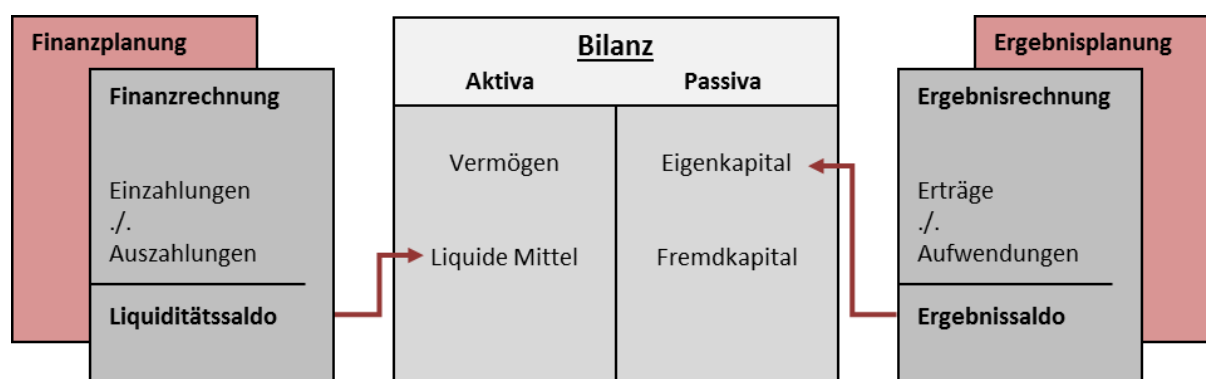 Finanzplanung
Finanzrechnung
Einzahlungen
./.
Auszahlungen
Liquiditätssaldo
Bilanz
Aktiva Passiva
Vermögen Eigenkapital
Liquide Mittel Fremdkapital
Ergebnisplanung
Ergebnisrechnung
Erträge
./.
Aufwendungen
Ergebnissaldo